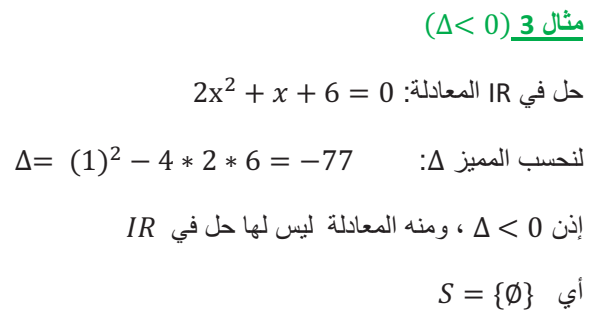 مثال 3 (Δ< 0)
حل في IR المعادلة: 2x² + x + 6 = 0
لنحسب المميز Δ: Δ= (1)² − 4 ∗ 2 ∗ 6 = −77
إذن Δ < 0 ، ومنه المعادلة ليس لها حل في IR
أي S = {∅}